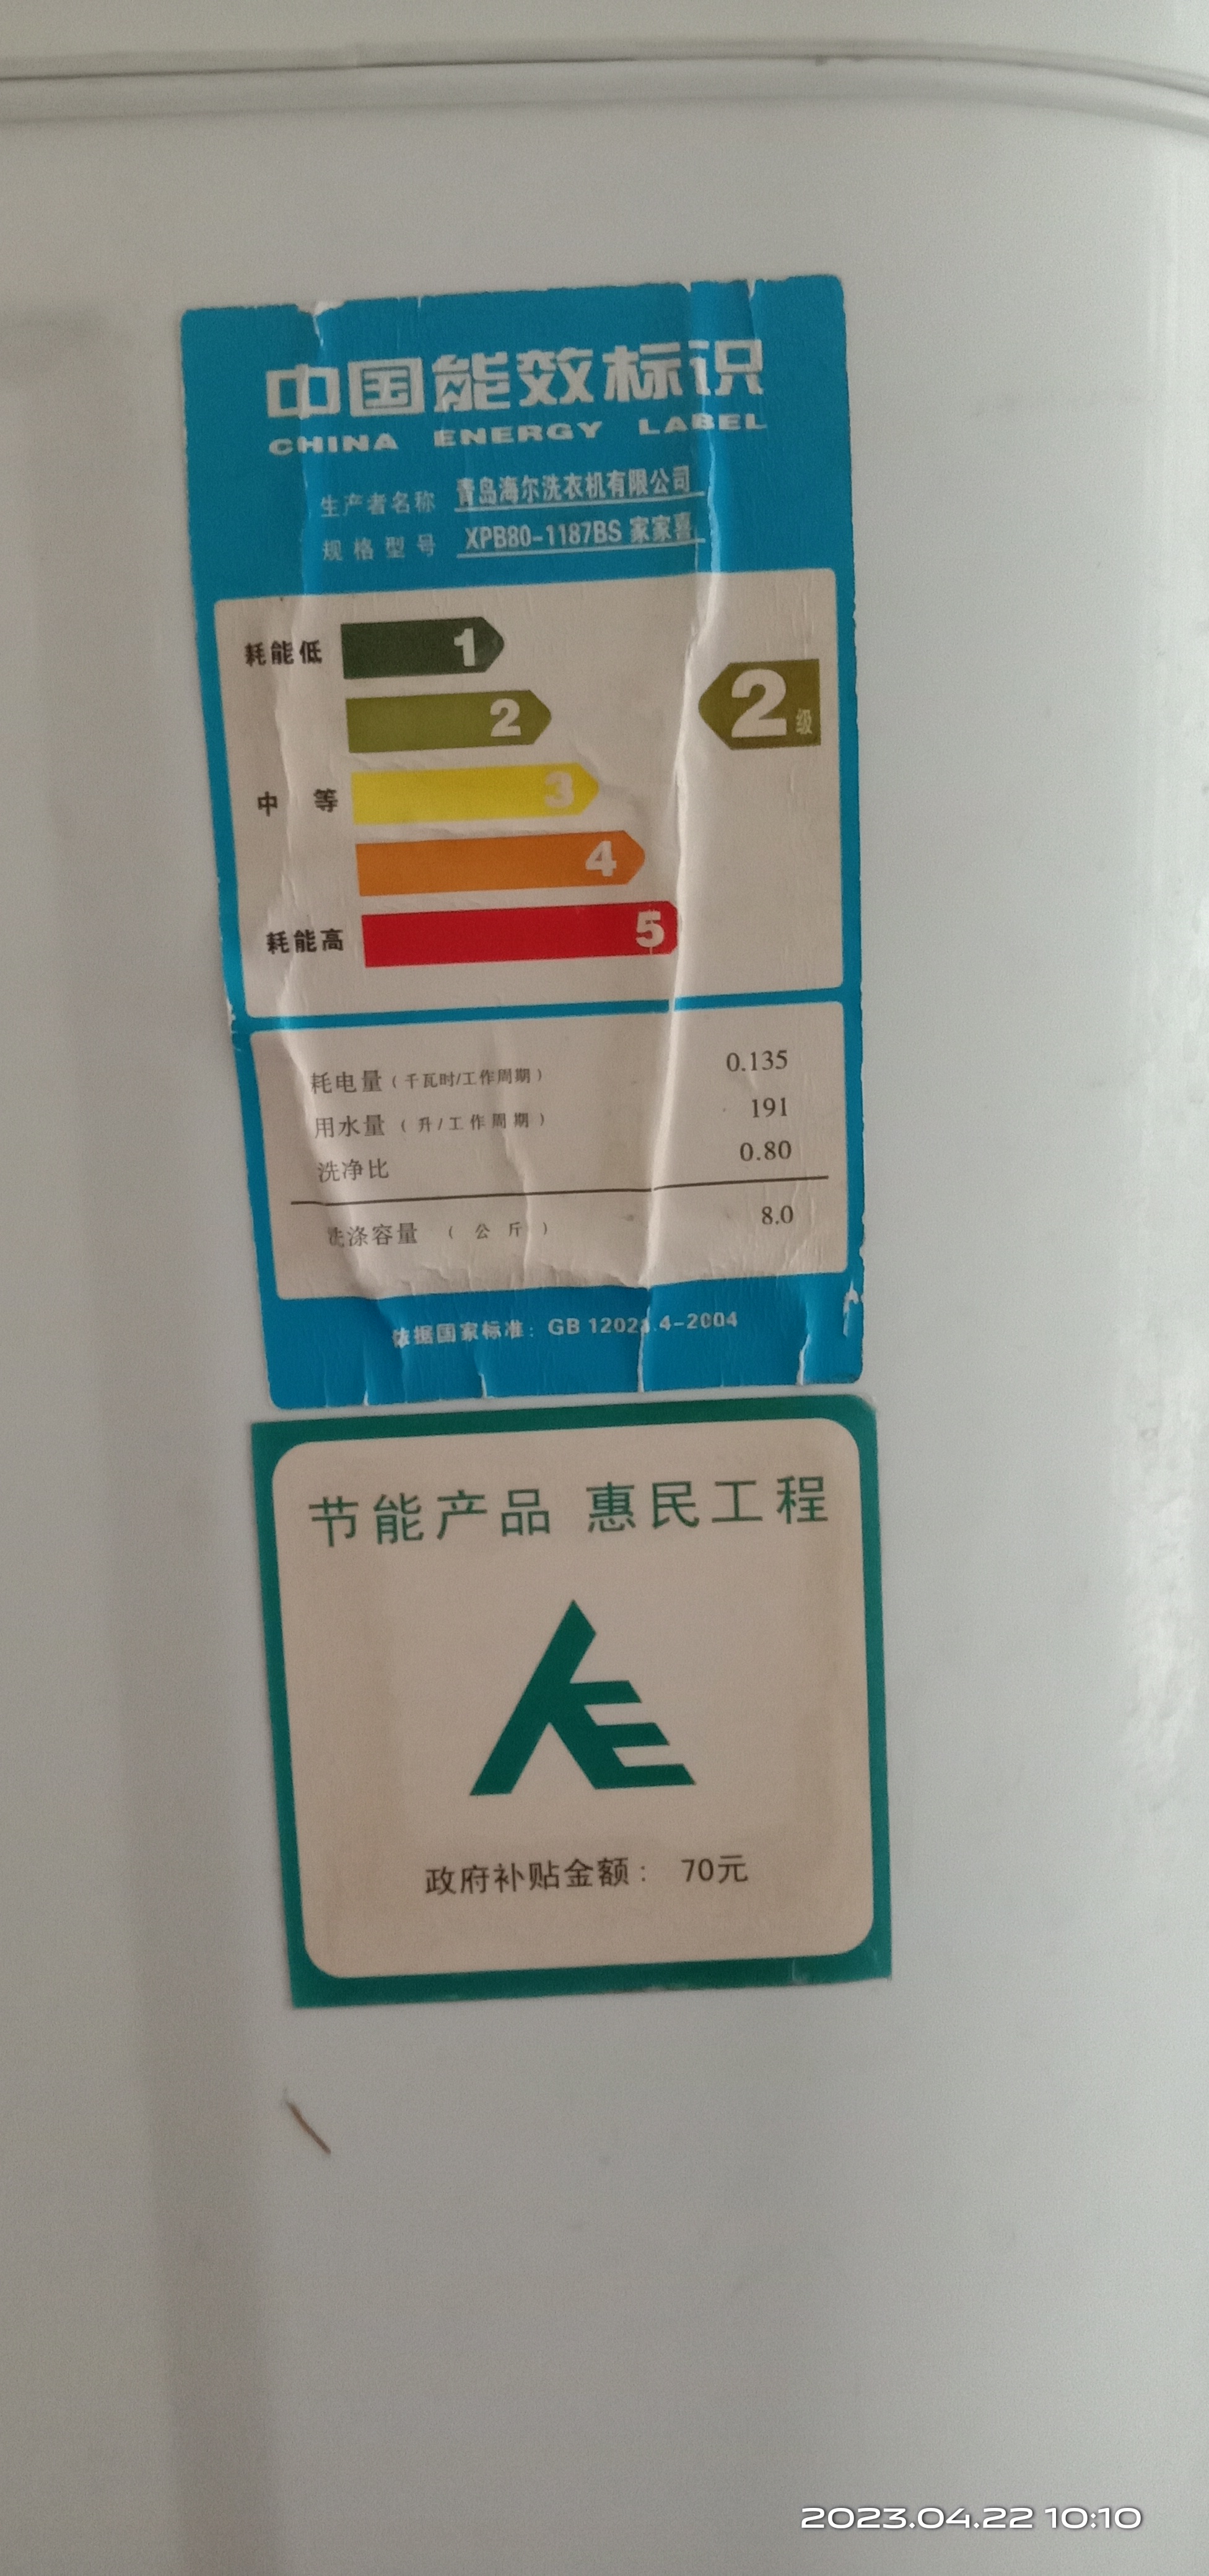 中国能效标识
CHINA ENERGY LABEL
生产者名称 青岛海尔洗衣机有限公司
规格型号 XPB80-1187BS 家家喜
耗能低 1
2 2级
中 等 3
4
耗能高 5
耗电量（千瓦时/工作周期） 0.135
用水量（升/工作周期） 191
洗净比 0.80
洗涤容量（公斤） 8.0
依据国家标准：GB 12021.4-2004
节能产品 惠民工程
政府补贴金额： 70元
2023.04.22 10:10